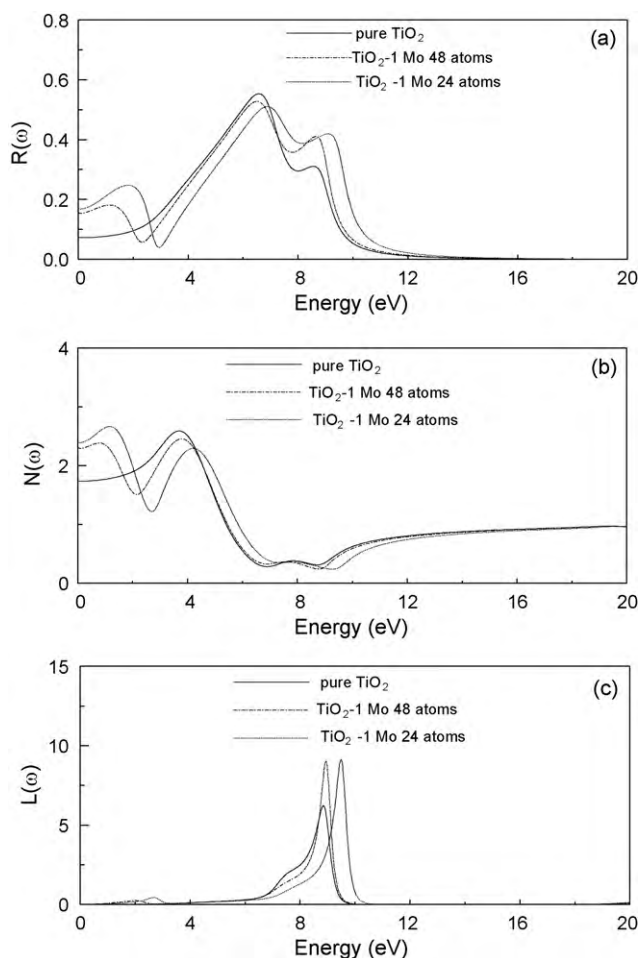 0.8
0.6
0.4
0.2
0.0
R(ω)
pure TiO₂
TiO₂-1 Mo 48 atoms
TiO₂ -1 Mo 24 atoms
(a)
0 4 8 12 16 20
Energy (eV)
4
2
0
N(ω)
pure TiO₂
TiO₂-1 Mo 48 atoms
TiO₂ -1 Mo 24 atoms
(b)
0 4 8 12 16 20
Energy (eV)
15
10
5
0
L(ω)
pure TiO₂
TiO₂-1 Mo 48 atoms
TiO₂ -1 Mo 24 atoms
(c)
0 4 8 12 16 20
Energy (eV)